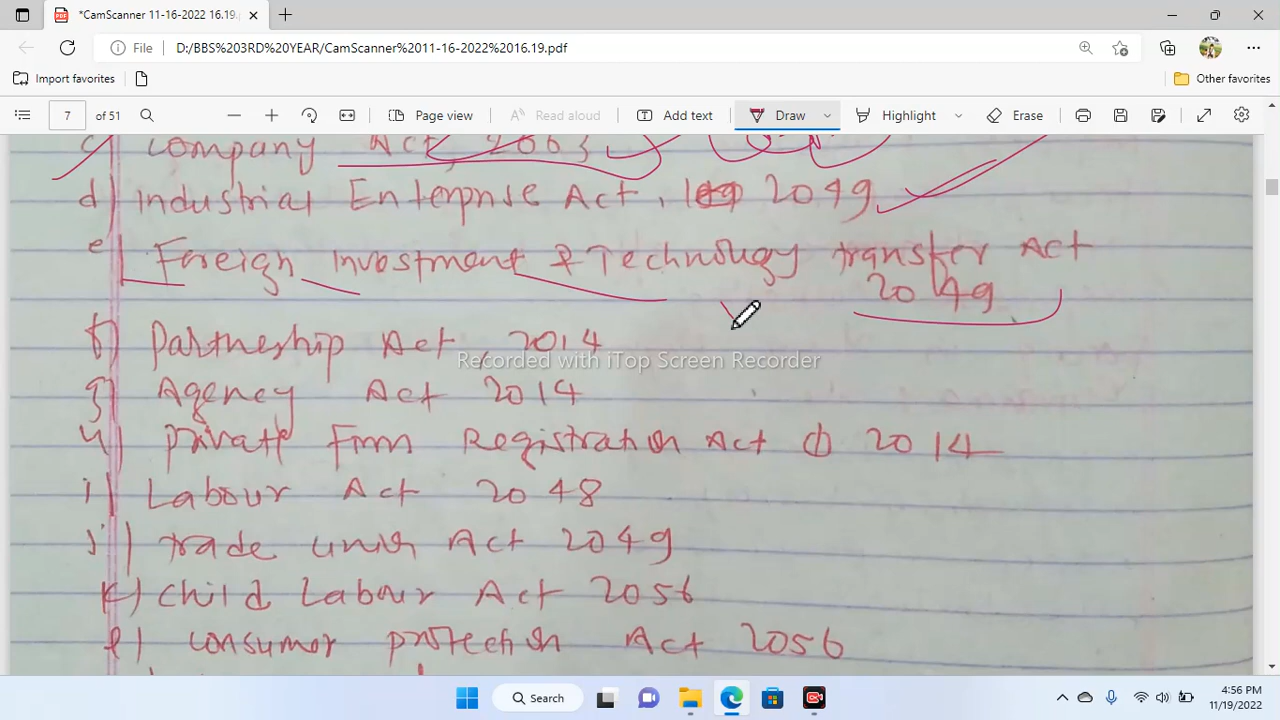 *CamScanner 11-16-2022 16.19.p
File D:/BBS%203RD%20YEAR/CamScanner%2011-16-2022%2016.19.pdf
Import favorites Other favorites
7 of 51 Page view Read aloud Add text Draw Highlight Erase
c) Company Act, 2063
d) Industrial Enterprise Act, 2049
e) Foreign Investment & Technology transfer Act
2049
f) Partneship Act, 2014
Recorded with iTop Screen Recorder
g) Agency Act 2014
h) private Firm Registration Act 2014
i) Labour Act 2048
j) trade union Act 2049
k) Child Labour Act 2056
l) consumer protection Act 2056
Search
4:56 PM
11/19/2022